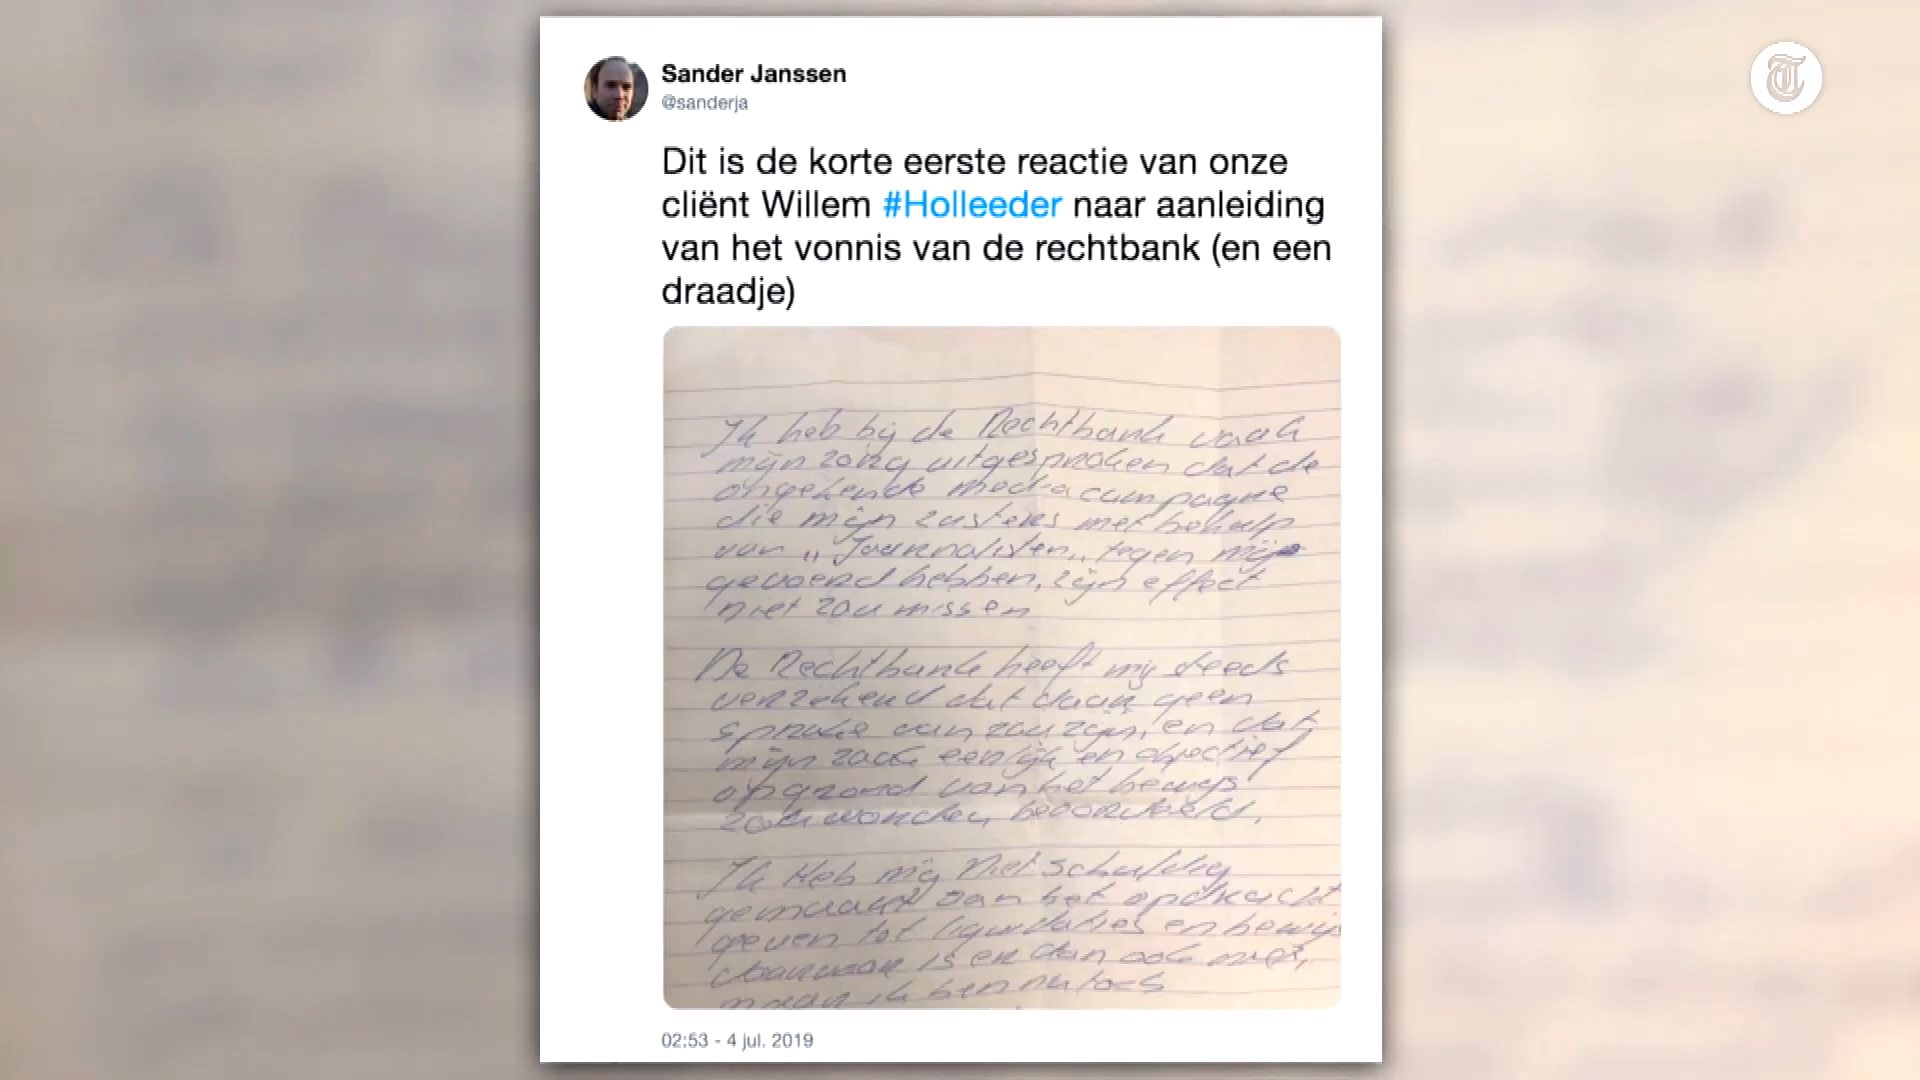 Sander Janssen
@sanderja
Dit is de korte eerste reactie van onze
cliënt Willem #Holleeder naar aanleiding
van het vonnis van de rechtbank (en een
draadje)
Ik heb bij de Rechtbank vaak
mijn zorg uitgesproken dat de
ongekende media campagne
die mijn zusters met behulp
van „Journalisten„ tegen mij
gevoerd hebben, zijn effect
niet zou missen
De Rechtbank heeft mij steeds
verzekerd dat daar geen
sprake van zou zijn, en dat
mijn zaak eerlijk en objectief
op grond van het bewijs
zou worden beoordeeld.
Ik Heb mij Niet schuldig
gemaakt aan het opdracht
geven tot liquidaties en bewijs
daarvoor is er dan ook niet,
maar ik ben nu toch
02:53 - 4 jul. 2019